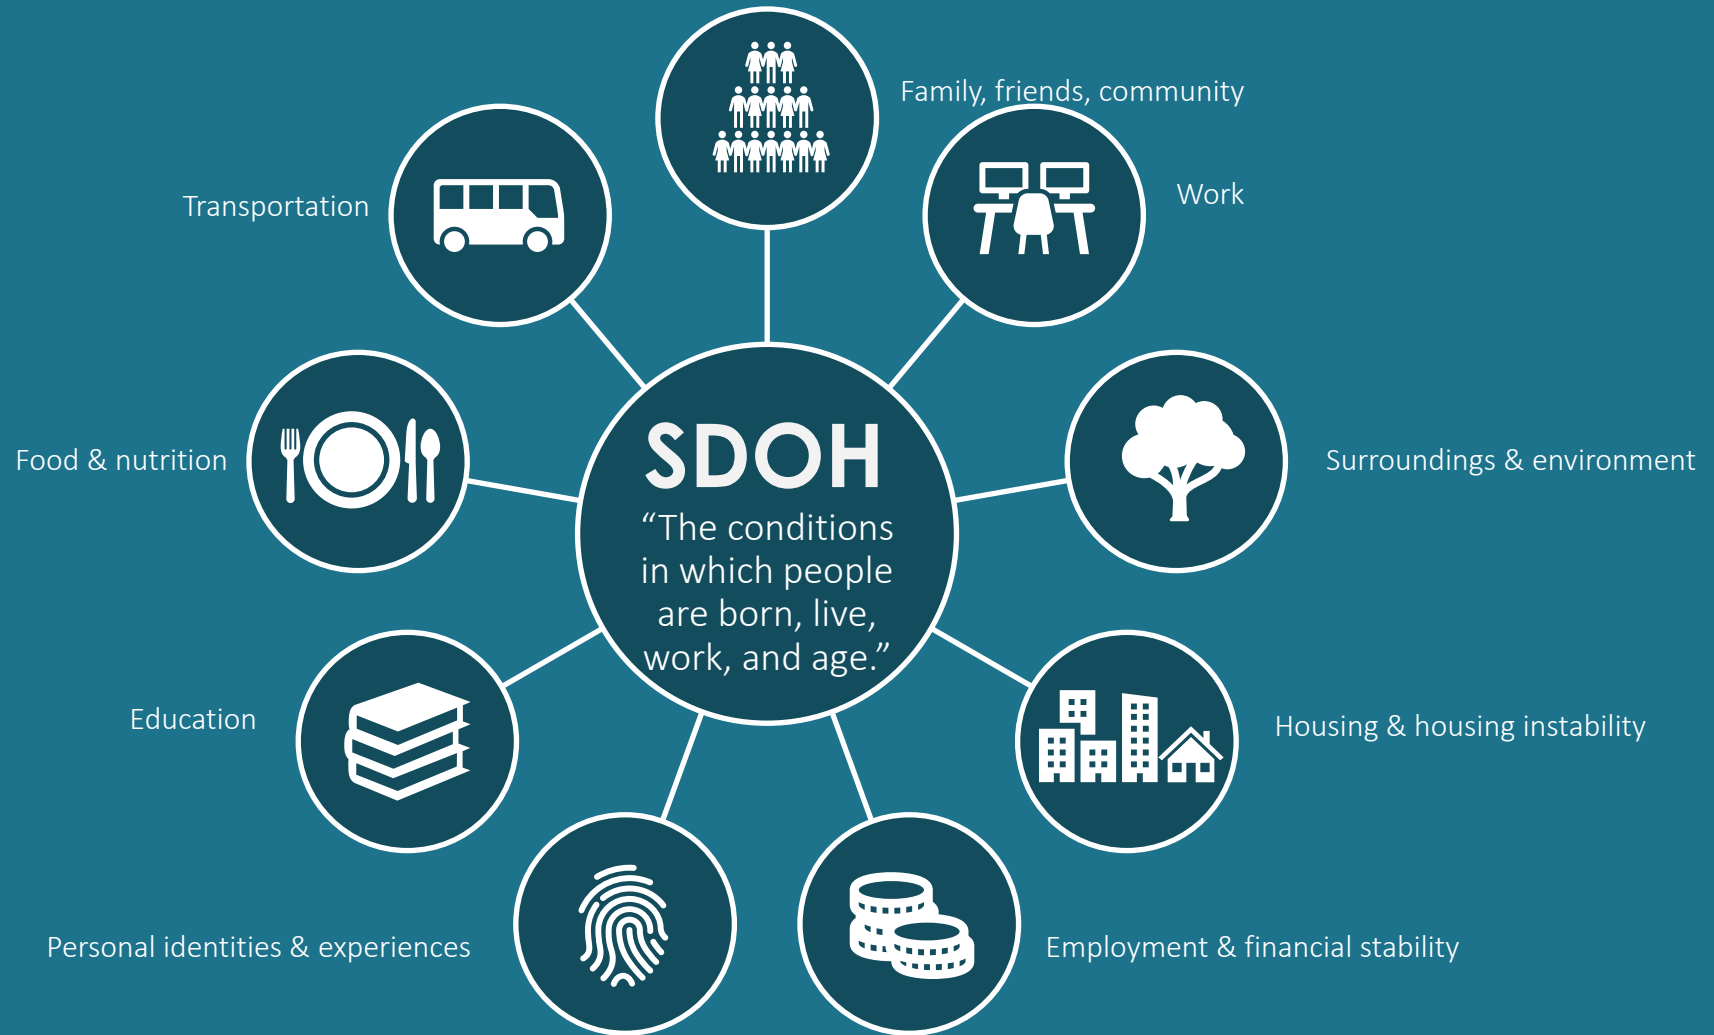 Family, friends, community
Work
Transportation
Food & nutrition
Surroundings & environment
SDOH
“The conditions
in which people
are born, live,
work, and age.”
Education
Housing & housing instability
Personal identities & experiences
Employment & financial stability